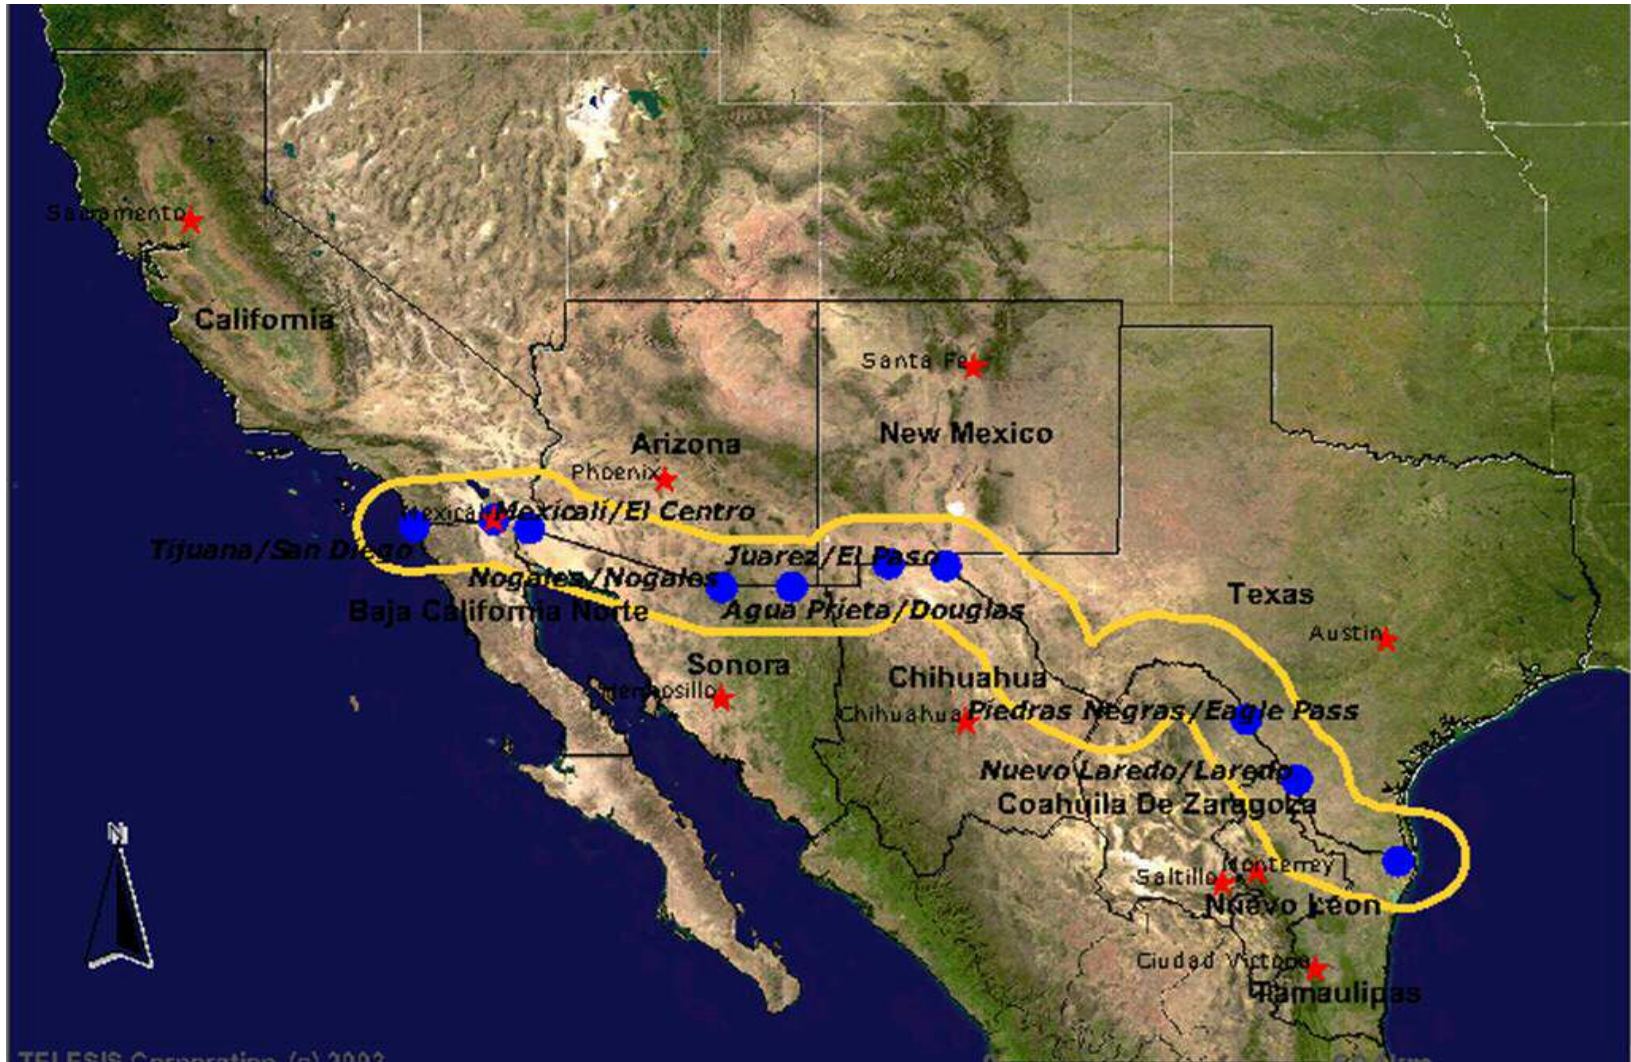 Sacramento
California
Santa Fe
New Mexico
Arizona
Phoenix
Mexicali
Mexicali/El Centro
Tijuana/San Diego
Juarez/El Paso
Nogales/Nogales
Agua Prieta/Douglas
Baja California Norte
Texas
Austin
Sonora
Hermosillo
Chihuahua
Chihuahua
Piedras Negras/Eagle Pass
Nuevo Laredo/Laredo
Coahuila De Zaragoza
N
Monterrey
Saltillo
Nuevo Leon
Ciudad Victoria
Tamaulipas
TELESIS Corporation (c) 2003